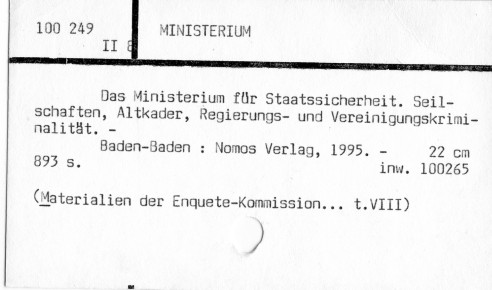 100 249 MINISTERIUM
II 8
Das Ministerium für Staatssicherheit. Seil-
schaften, Altkader, Regierungs- und Vereinigungskrimi-
nalität. -
Baden-Baden : Nomos Verlag, 1995. - 22 cm
893 s. inw. 100265
(Materialien der Enquete-Kommission... t.VIII)